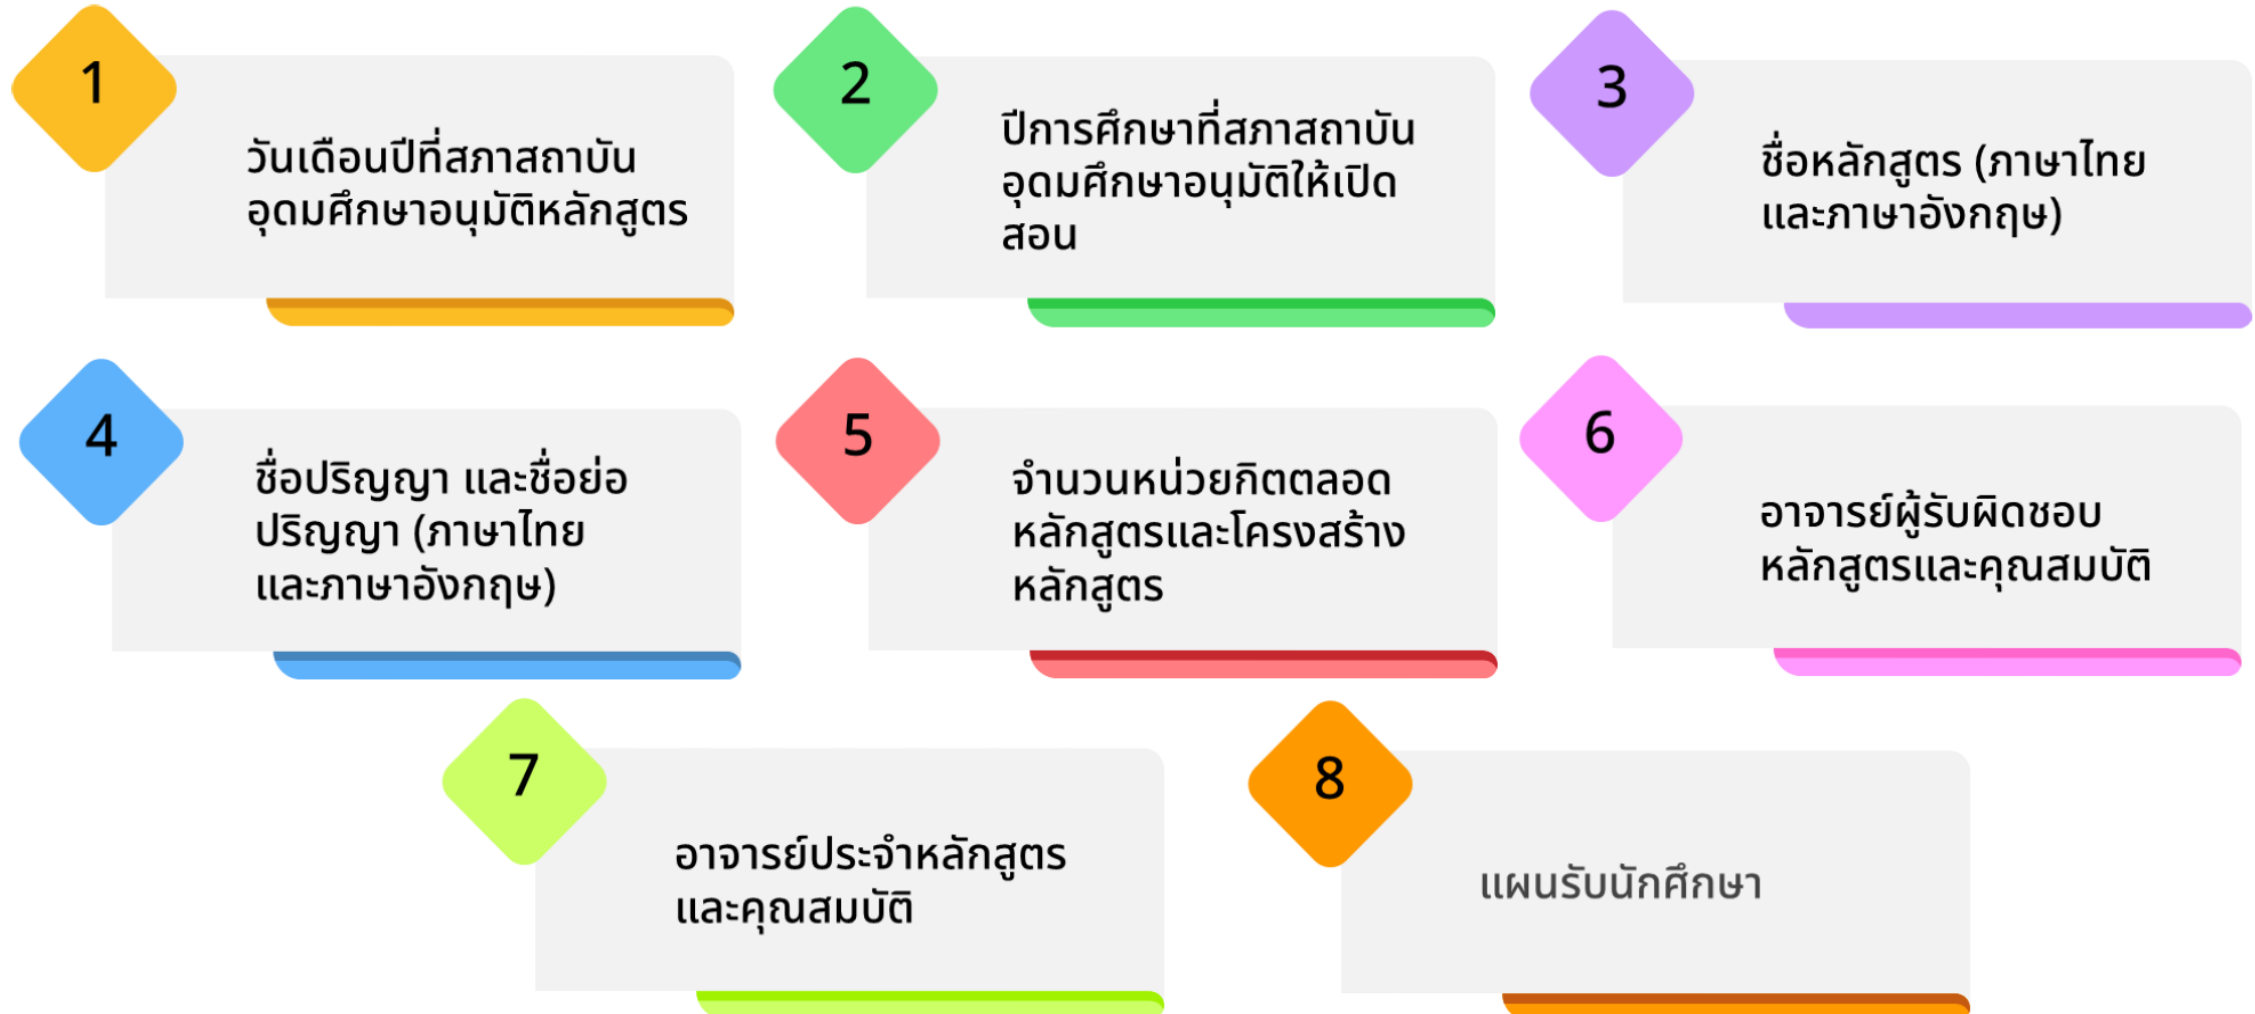 1
วันเดือนปีที่สภาสถาบัน
อุดมศึกษาอนุมัติหลักสูตร
2
ปีการศึกษาที่สภาสถาบัน
อุดมศึกษาอนุมัติให้เปิด
สอน
3
ชื่อหลักสูตร (ภาษาไทย
และภาษาอังกฤษ)
4
ชื่อปริญญา และชื่อย่อ
ปริญญา (ภาษาไทย
และภาษาอังกฤษ)
5
จำนวนหน่วยกิตตลอด
หลักสูตรและโครงสร้าง
หลักสูตร
6
อาจารย์ผู้รับผิดชอบ
หลักสูตรและคุณสมบัติ
7
อาจารย์ประจำหลักสูตร
และคุณสมบัติ
8
แผนรับนักศึกษา